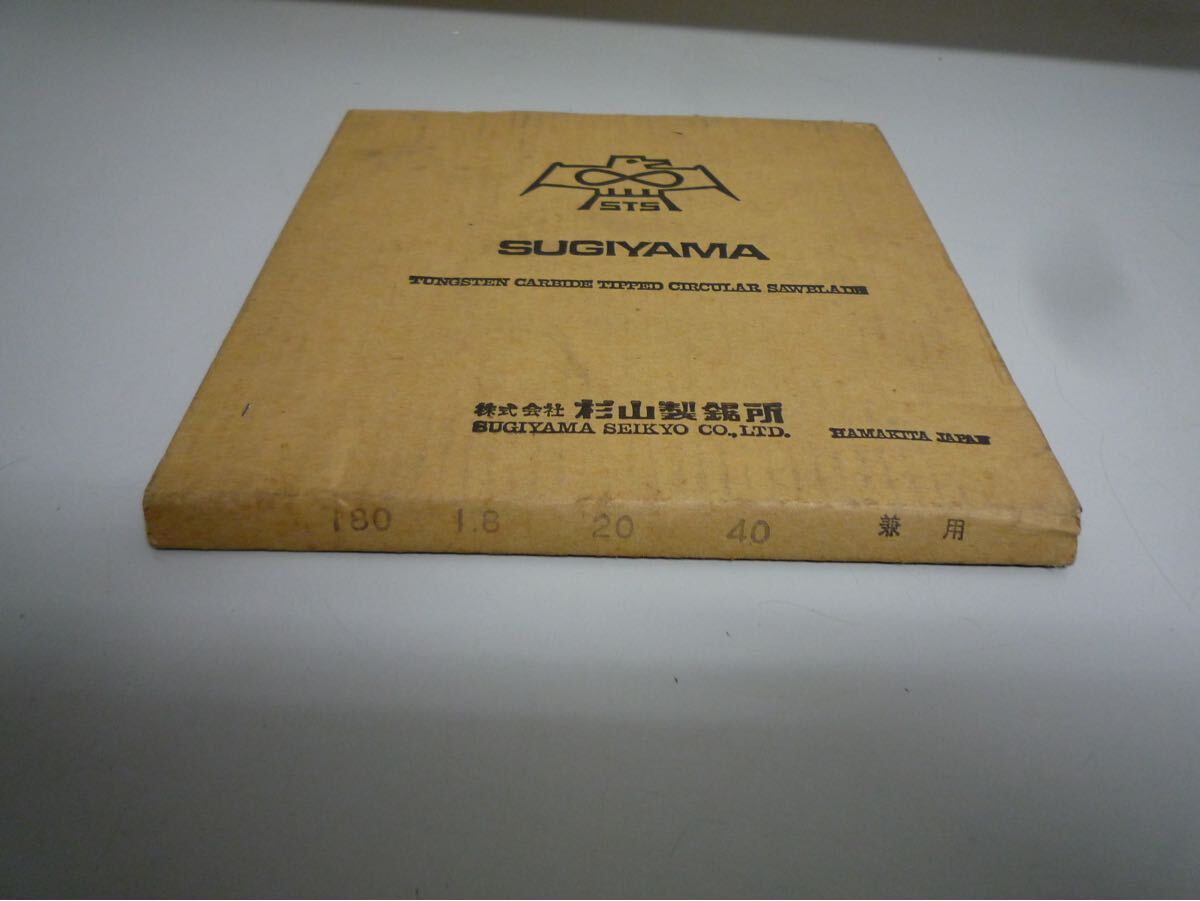 STS
SUGIYAMA
TUNGSTEN CARBIDE TIPPED CIRCULAR SAWBLADE
株式会社 杉山製鋸所
SUGIYAMA SEIKYO CO., LTD. HAMAKITA JAPAN
180 1.8 20 40 兼用